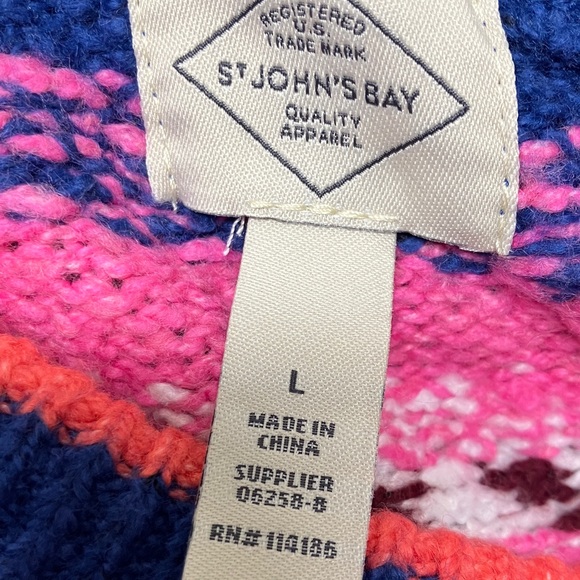 REGISTERED
U.S.
TRADE MARK
ST JOHN'S BAY
QUALITY
APPAREL
L
MADE IN
CHINA
SUPPLIER
06258-8
RN# 114186